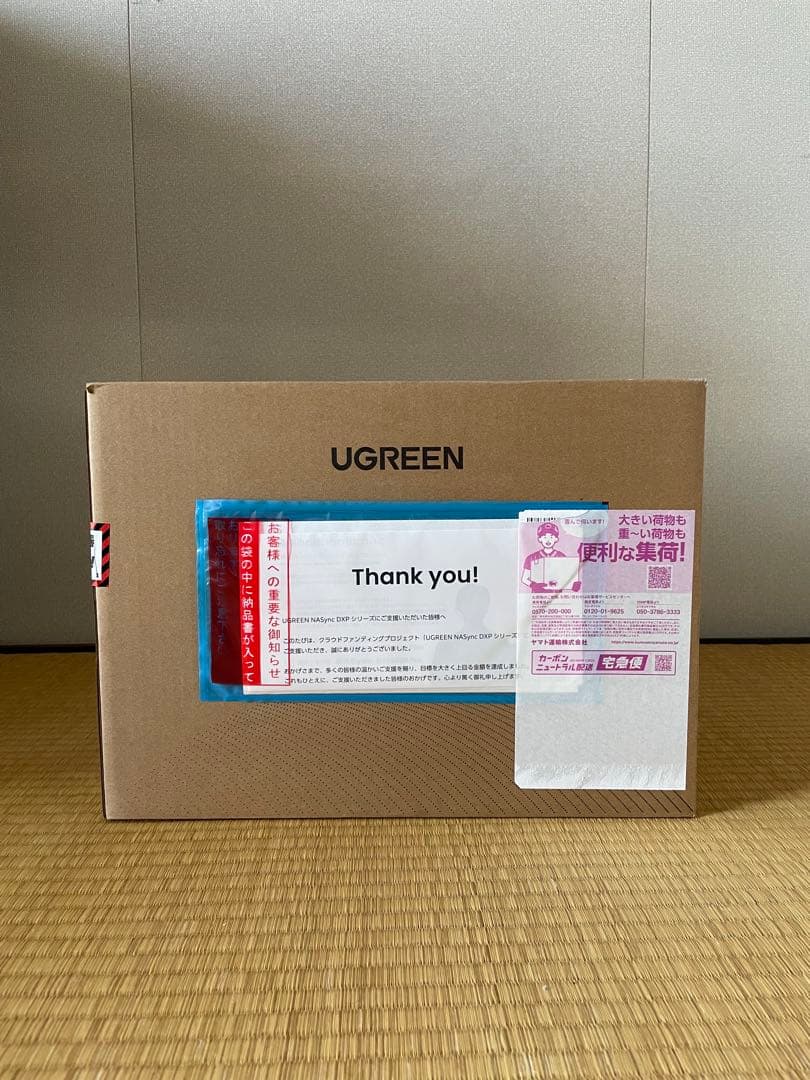 UGREEN
Thank you!
UGREEN NASync DXP シリーズにご支援いただいた皆様へ
このたびは、クラウドファンディングプロジェクト「UGREEN NASync DXP シリーズ
ご支援いただき、誠にありがとうございました。
おかげさまで、多くの皆様の温かいご支援を賜り、目標を大きく上回る金額を達成しました
これもひとえに、ご支援いただきました皆様のおかげです。心より篤く御礼申し上げます
お客様への重要な御知らせ
この袋の中に納品書が入って
喜んで伺います!
大きい荷物も
重〜い荷物も
便利な集荷!
0570-200-000
0120-01-9625
050-3786-3333
ヤマト運輸株式会社
カーボン
ニュートラル配送
宅急便